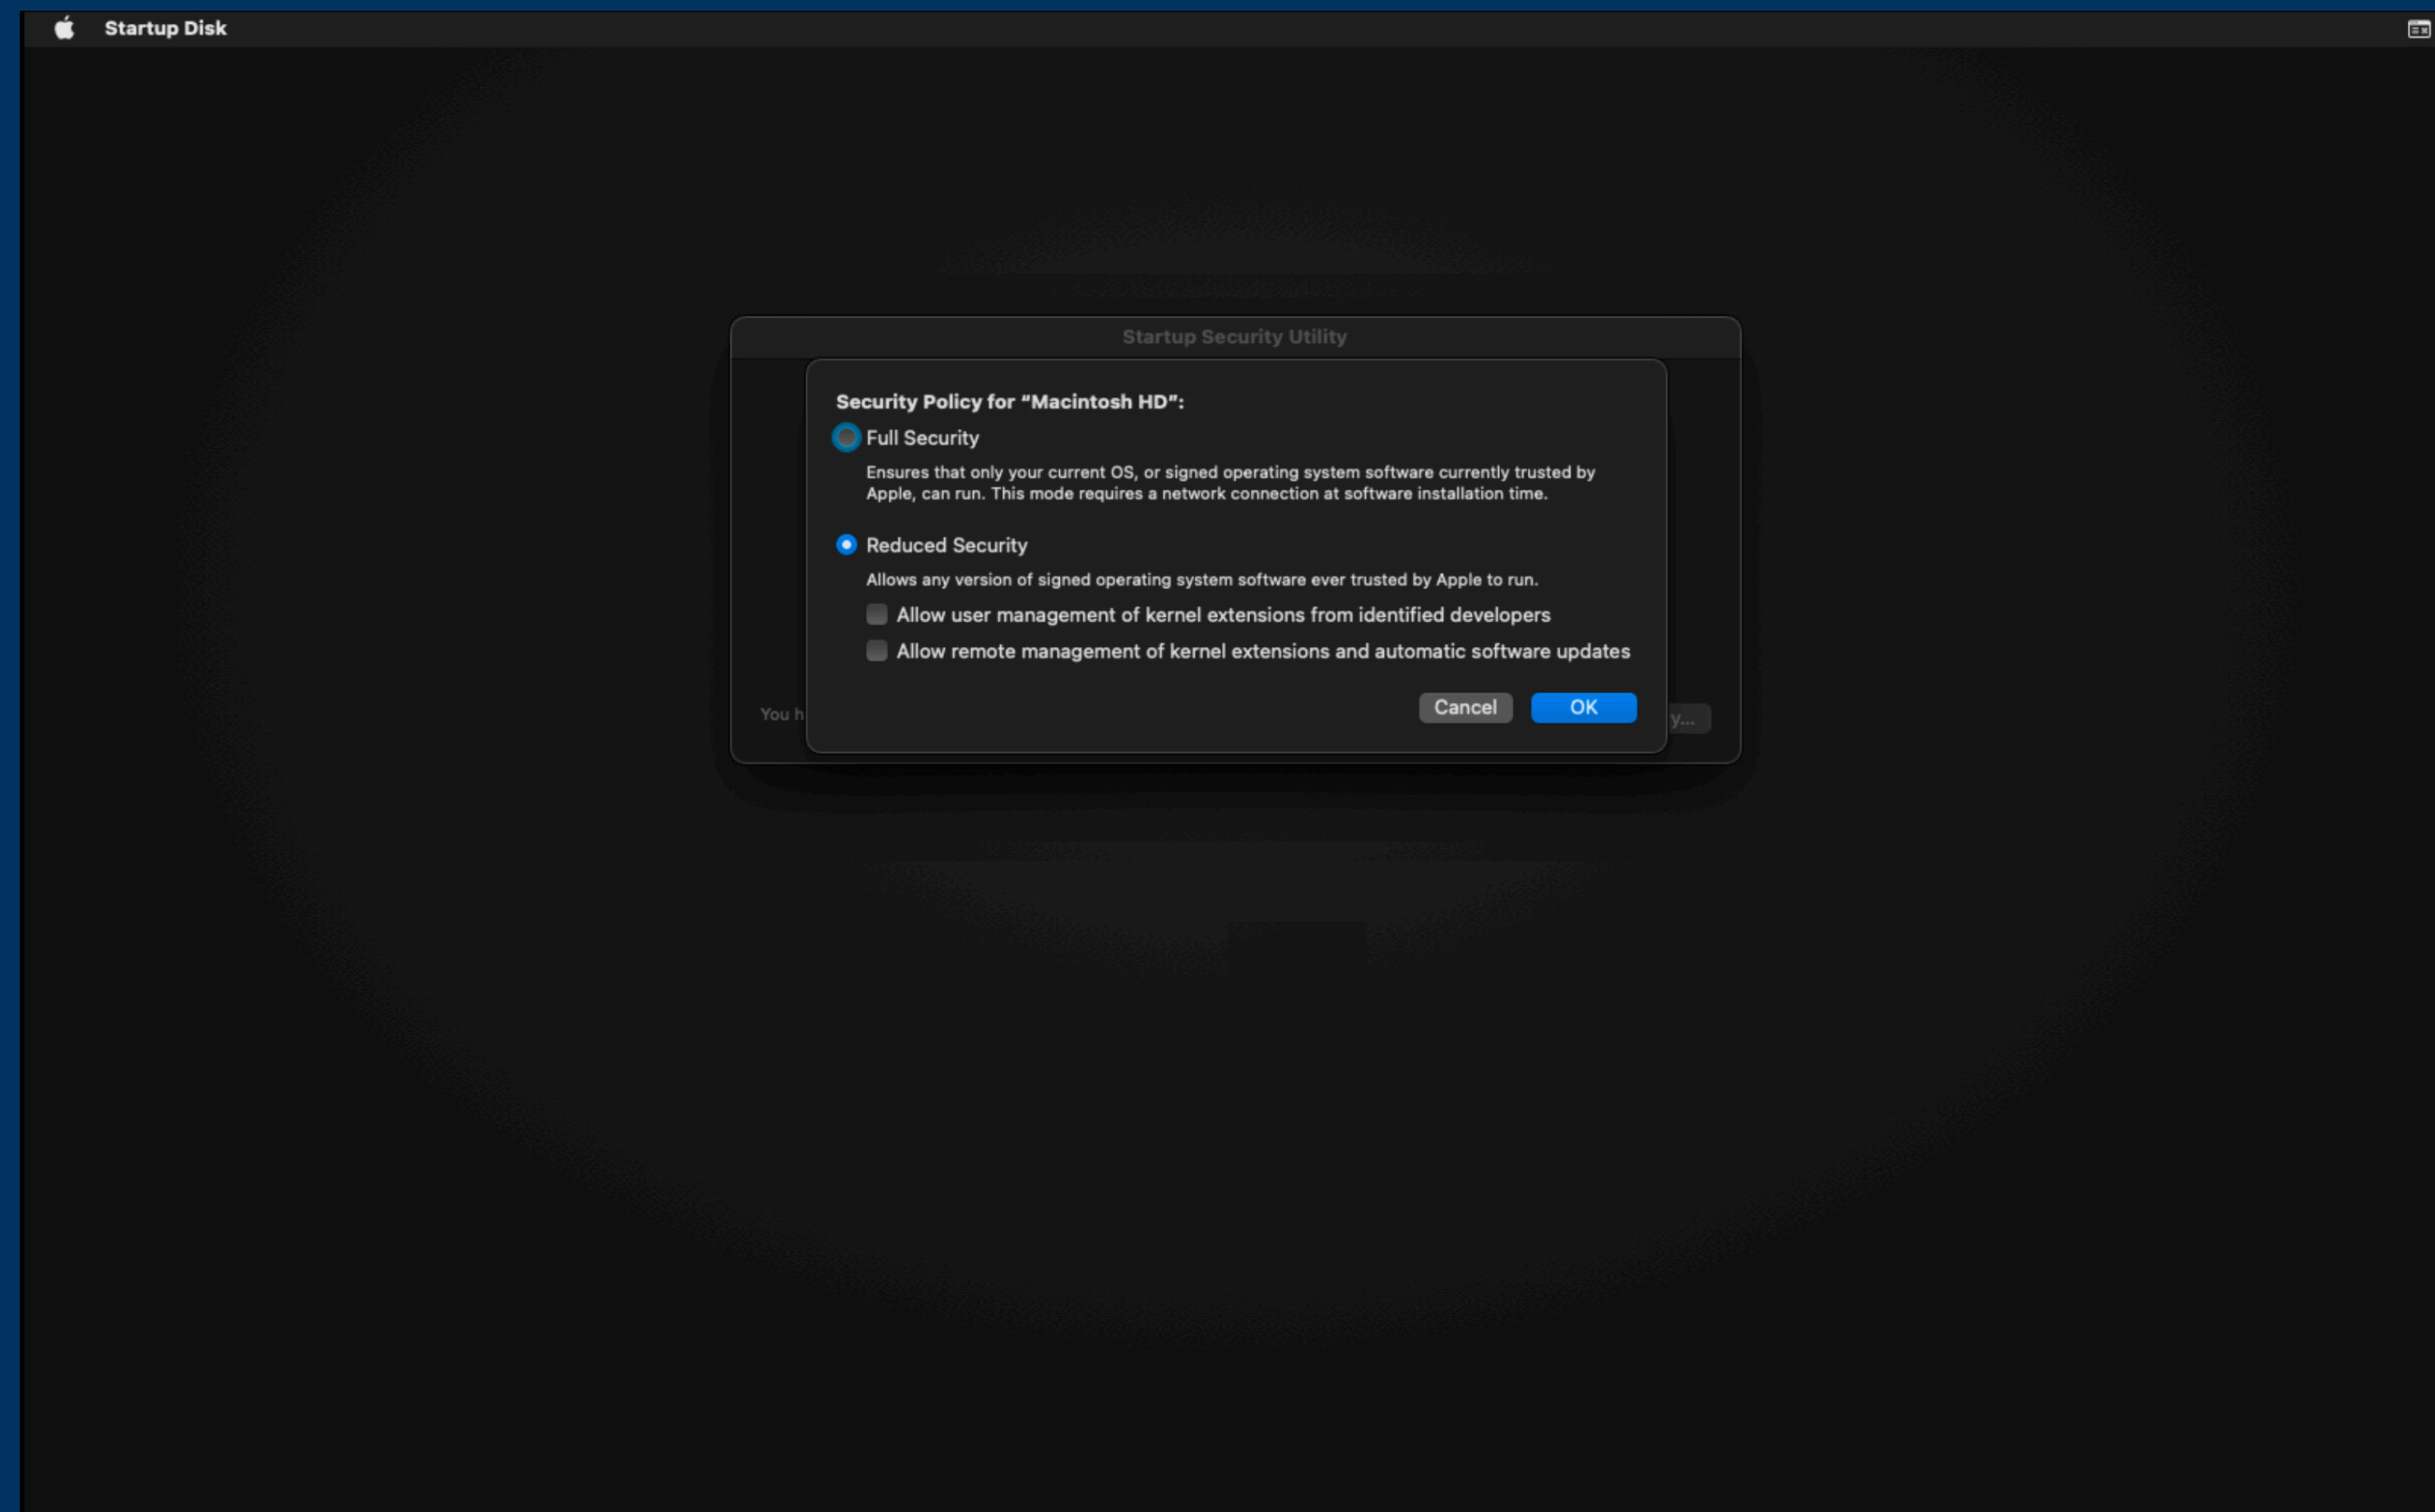 Startup Disk
Startup Security Utility
Security Policy for “Macintosh HD”:
Full Security
Ensures that only your current OS, or signed operating system software currently trusted by
Apple, can run. This mode requires a network connection at software installation time.
Reduced Security
Allows any version of signed operating system software ever trusted by Apple to run.
Allow user management of kernel extensions from identified developers
Allow remote management of kernel extensions and automatic software updates
Cancel
OK
You h
y...